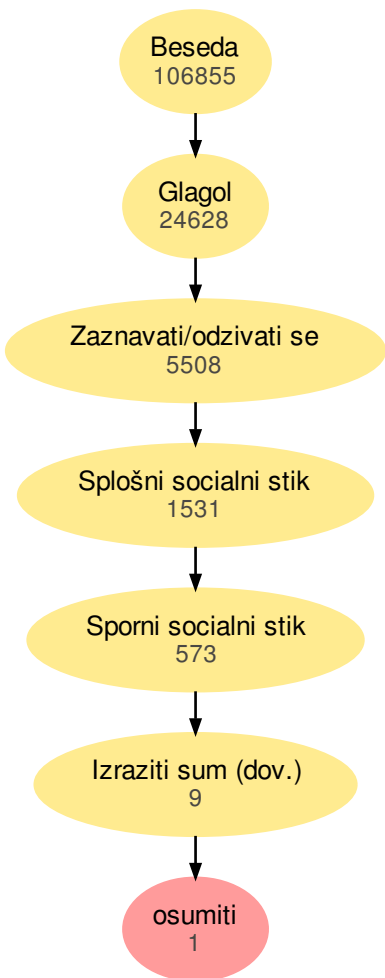 Beseda
106855
Glagol
24628
Zaznavati/odzivati se
5508
Splošni socialni stik
1531
Sporni socialni stik
573
Izraziti sum (dov.)
9
osumiti
1